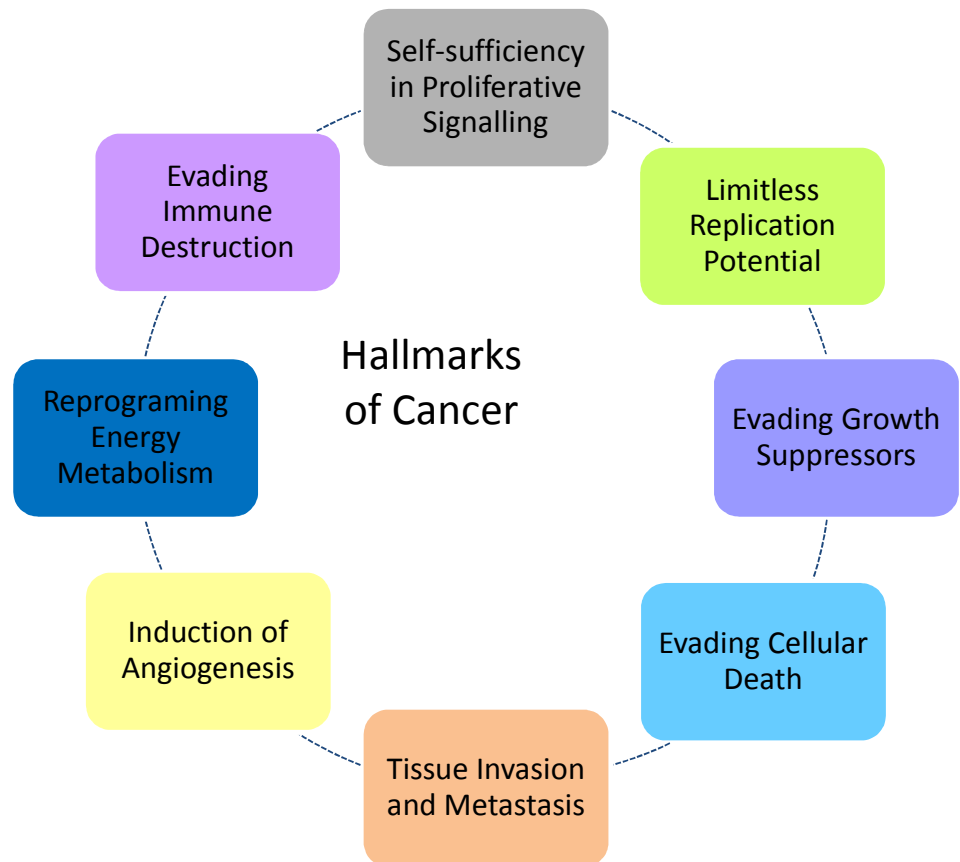 Self-sufficiency
in Proliferative
Signalling
Limitless
Replication
Potential
Evading Growth
Suppressors
Evading Cellular
Death
Tissue Invasion
and Metastasis
Induction of
Angiogenesis
Reprograming
Energy
Metabolism
Evading
Immune
Destruction
Hallmarks
of Cancer